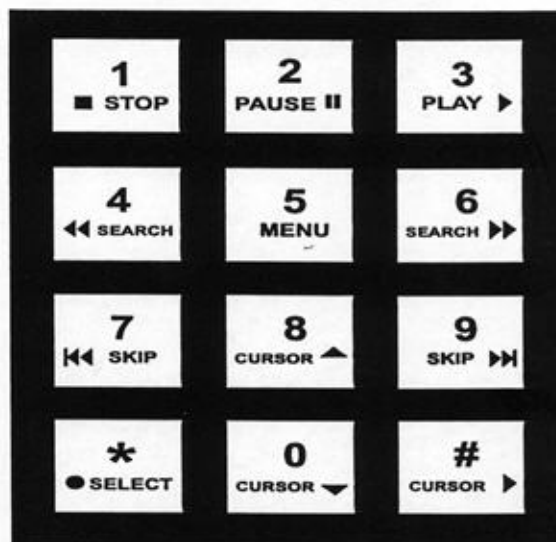 1
■ STOP
2
PAUSE ⏸
3
PLAY ▶
4
◀◀ SEARCH
5
MENU
6
SEARCH ▶▶
7
|◀◀ SKIP
8
CURSOR ▲
9
SKIP ▶▶|
*
● SELECT
0
CURSOR ▼
#
CURSOR ▶